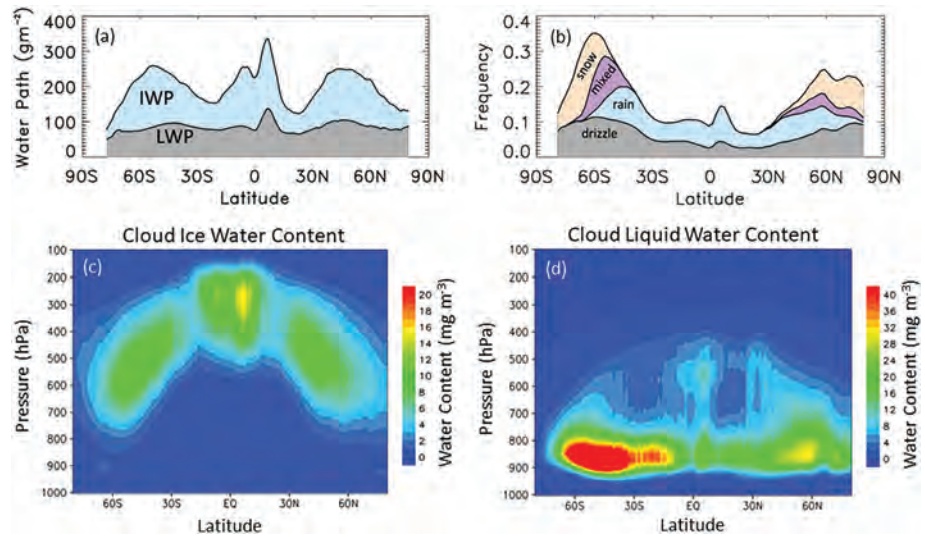 (a)
Water Path (gm⁻²)
400
300
200
100
0
IWP
LWP
90S 60S 30S 0 30N 60N 90N
Latitude
(b)
Frequency
0.4
0.3
0.2
0.1
0.0
snow
mixed
rain
drizzle
90S 60S 30S 0 30N 60N 90N
Latitude
Cloud Ice Water Content
(c)
Pressure (hPa)
100
200
300
400
500
600
700
800
900
1000
60S 30S EQ 30N 60N
Latitude
20
18
16
14
12
10
8
6
4
2
0
Water Content (mg m⁻³)
Cloud Liquid Water Content
(d)
Pressure (hPa)
100
200
300
400
500
600
700
800
900
1000
60S 30S EQ 30N 60N
Latitude
40
36
32
28
24
20
16
12
8
4
0
Water Content (mg m⁻³)